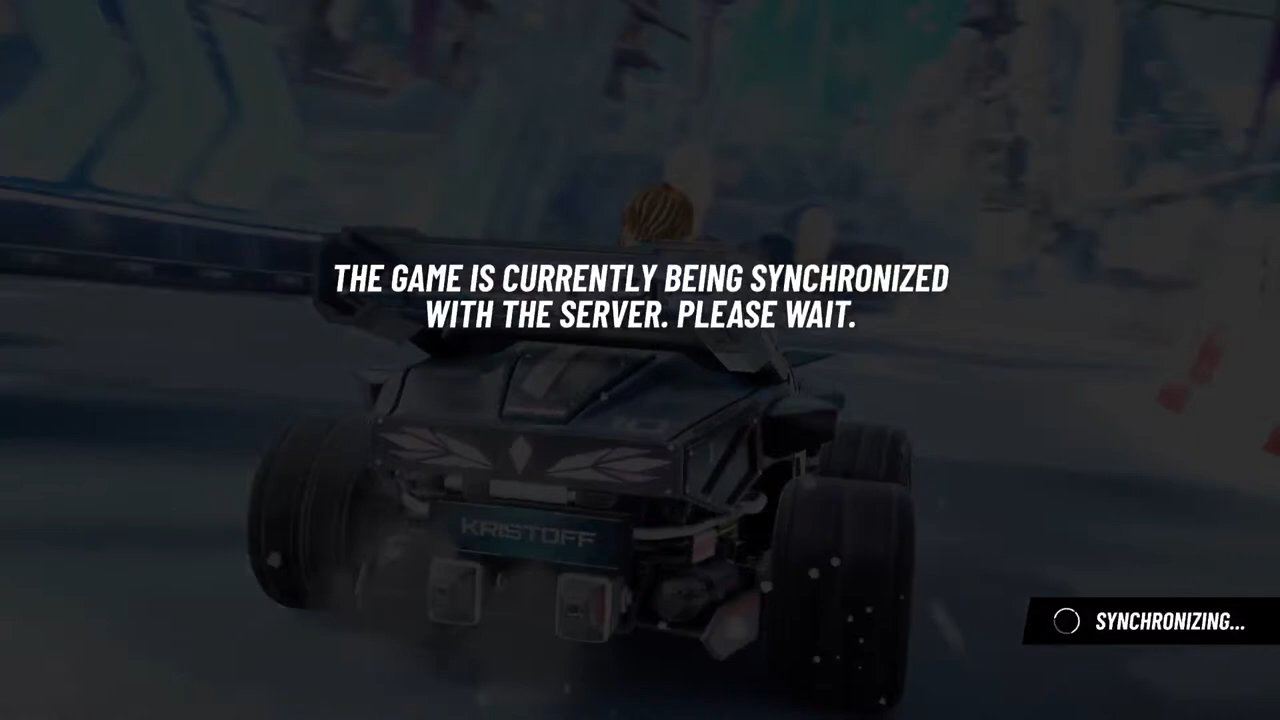 THE GAME IS CURRENTLY BEING SYNCHRONIZED
WITH THE SERVER. PLEASE WAIT.
KRISTOFF
SYNCHRONIZING...